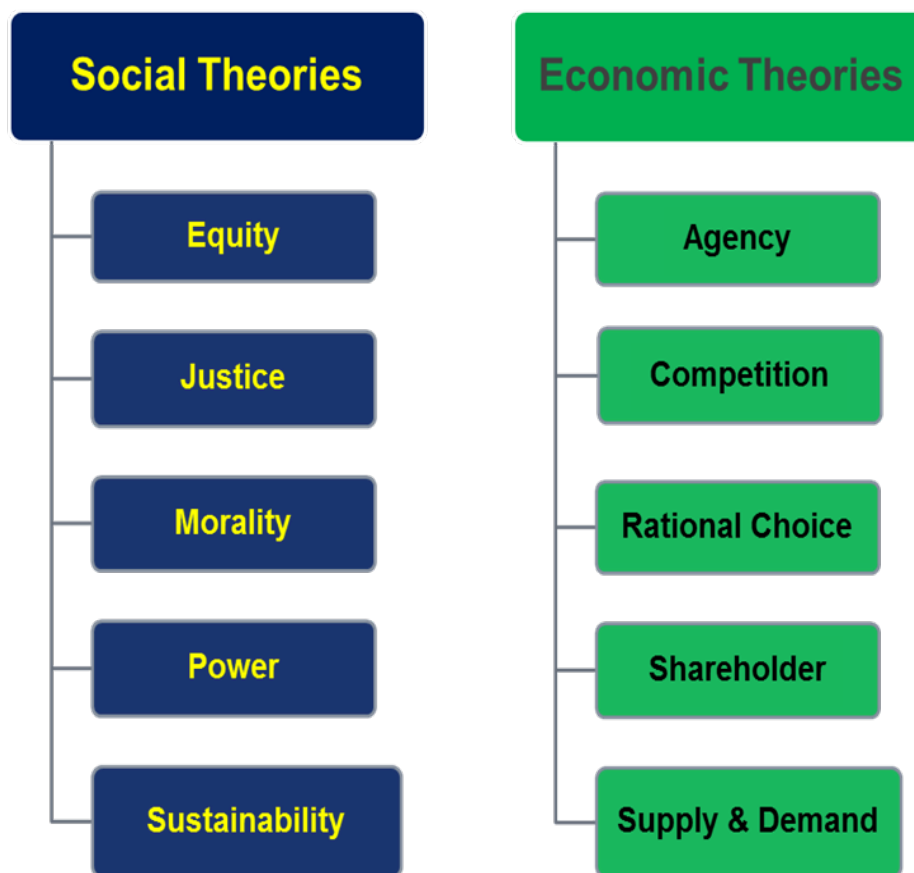 Social Theories
Equity
Justice
Morality
Power
Sustainability
Economic Theories
Agency
Competition
Rational Choice
Shareholder
Supply & Demand